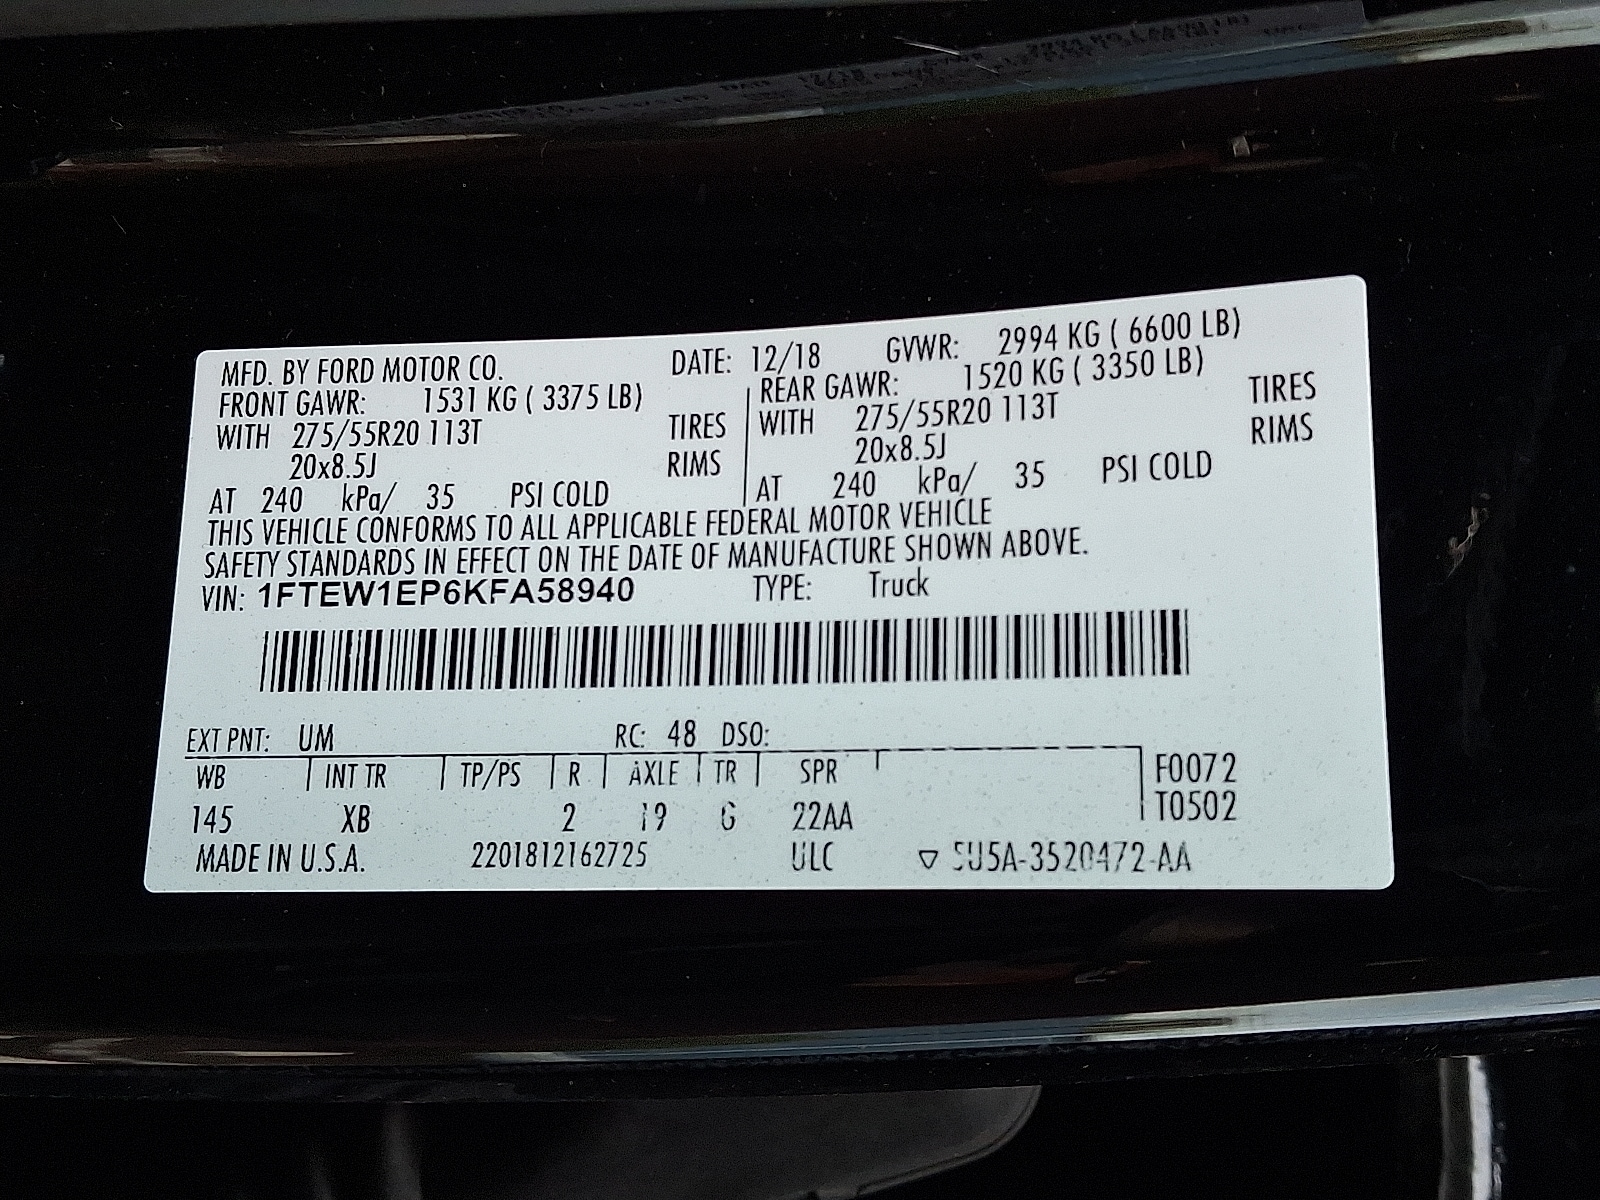 MFD. BY FORD MOTOR CO. DATE: 12/18 GVWR: 2994 KG ( 6600 LB)
FRONT GAWR: 1531 KG ( 3375 LB) REAR GAWR: 1520 KG ( 3350 LB)
WITH 275/55R20 113T TIRES WITH 275/55R20 113T TIRES
20x8.5J RIMS 20x8.5J RIMS
AT 240 kPa/ 35 PSI COLD AT 240 kPa/ 35 PSI COLD
THIS VEHICLE CONFORMS TO ALL APPLICABLE FEDERAL MOTOR VEHICLE
SAFETY STANDARDS IN EFFECT ON THE DATE OF MANUFACTURE SHOWN ABOVE.
VIN: 1FTEW1EP6KFA58940 TYPE: Truck
EXT PNT: UM RC: 48 DSO:
WB INT TR TP/PS R AXLE TR SPR F0072
145 XB 2 19 G 22AA T0502
MADE IN U.S.A. 2201812162725 ULC ▽ 5U5A-3520472-AA